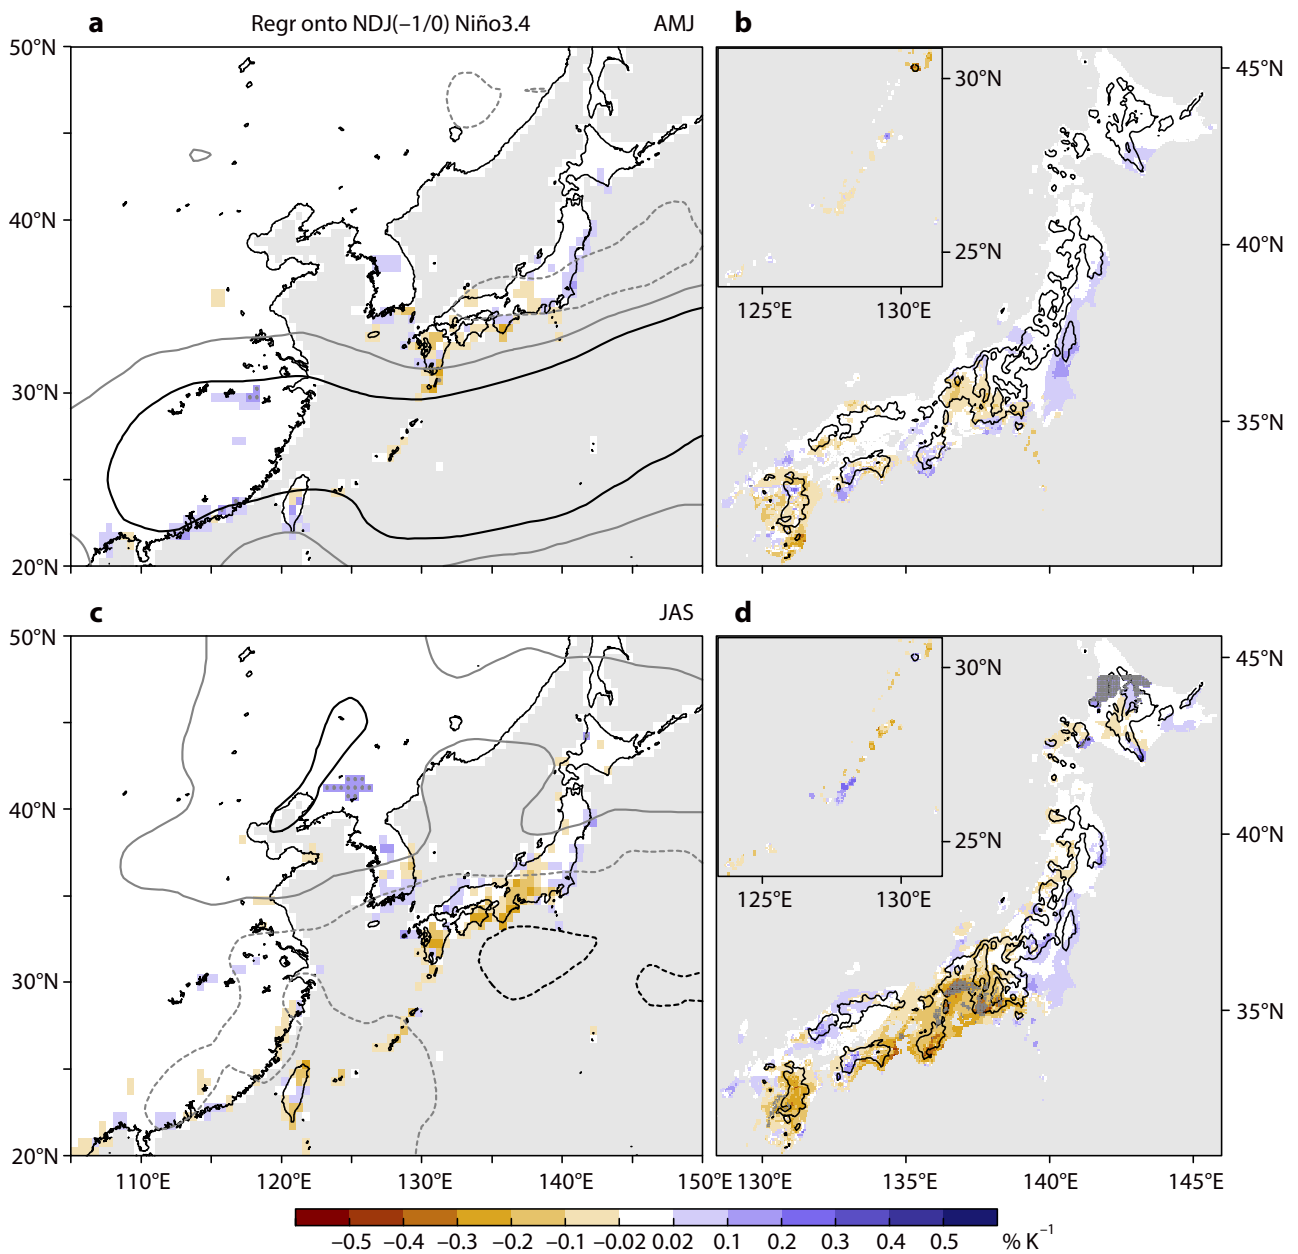 a Regr onto NDJ(−1/0) Niño3.4 AMJ b
50°N
40°N
30°N
20°N
45°N
40°N
35°N
30°N
25°N
125°E 130°E
c JAS d
50°N
40°N
30°N
20°N
45°N
40°N
35°N
30°N
25°N
125°E 130°E
110°E 120°E 130°E 140°E 150°E 130°E 135°E 140°E 145°E
−0.5 −0.4 −0.3 −0.2 −0.1 −0.02 0.02 0.1 0.2 0.3 0.4 0.5 % K⁻¹